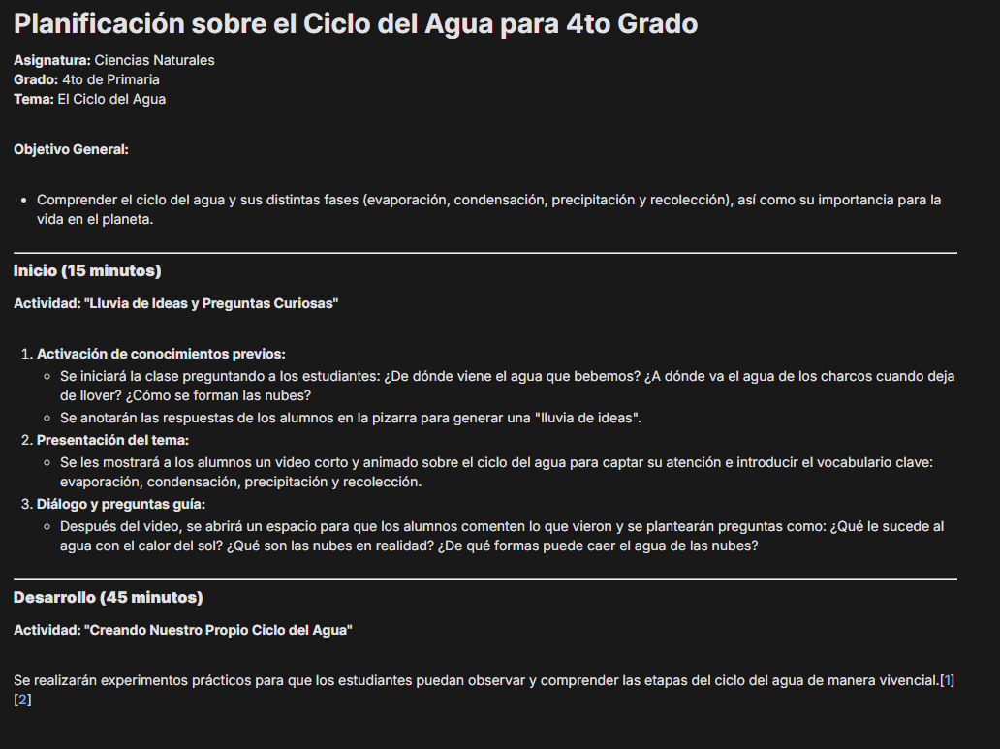 Planificación sobre el Ciclo del Agua para 4to Grado
Asignatura: Ciencias Naturales
Grado: 4to de Primaria
Tema: El Ciclo del Agua
Objetivo General:
• Comprender el ciclo del agua y sus distintas fases (evaporación, condensación, precipitación y recolección), así como su importancia para la
vida en el planeta.
Inicio (15 minutos)
Actividad: "Lluvia de Ideas y Preguntas Curiosas"
1. Activación de conocimientos previos:
◦ Se iniciará la clase preguntando a los estudiantes: ¿De dónde viene el agua que bebemos? ¿A dónde va el agua de los charcos cuando deja
de llover? ¿Cómo se forman las nubes?
◦ Se anotarán las respuestas de los alumnos en la pizarra para generar una "lluvia de ideas".
2. Presentación del tema:
◦ Se les mostrará a los alumnos un video corto y animado sobre el ciclo del agua para captar su atención e introducir el vocabulario clave:
evaporación, condensación, precipitación y recolección.
3. Diálogo y preguntas guía:
◦ Después del video, se abrirá un espacio para que los alumnos comenten lo que vieron y se plantearán preguntas como: ¿Qué le sucede al
agua con el calor del sol? ¿Qué son las nubes en realidad? ¿De qué formas puede caer el agua de las nubes?
Desarrollo (45 minutos)
Actividad: "Creando Nuestro Propio Ciclo del Agua"
Se realizarán experimentos prácticos para que los estudiantes puedan observar y comprender las etapas del ciclo del agua de manera vivencial.[1]
[2]